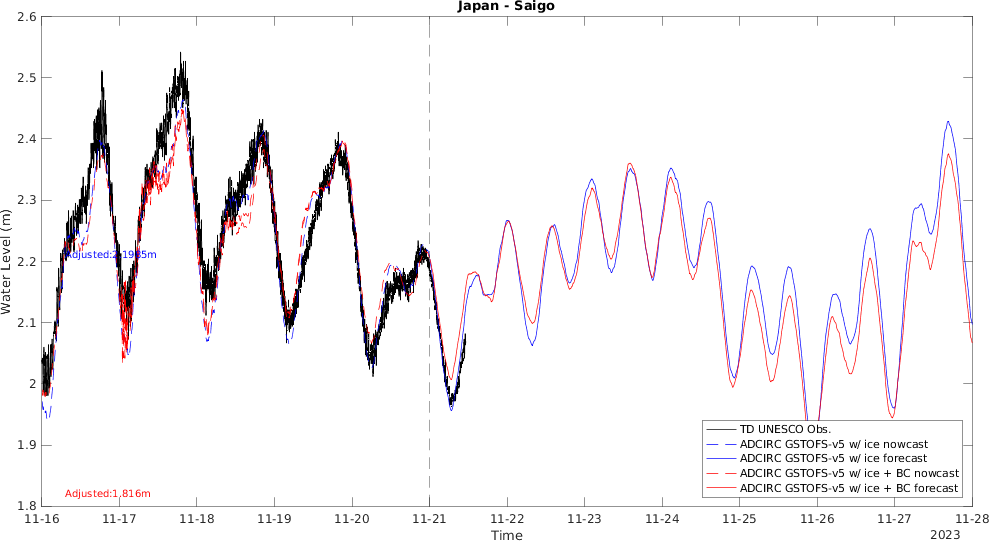 Japan - Saigo
2.6
2.5
2.4
2.3
2.2
2.1
2
1.9
1.8
Water Level (m)
Adjusted:2.1935m
Adjusted:1.816m
TD UNESCO Obs.
ADCIRC GSTOFS-v5 w/ ice nowcast
ADCIRC GSTOFS-v5 w/ ice forecast
ADCIRC GSTOFS-v5 w/ ice + BC nowcast
ADCIRC GSTOFS-v5 w/ ice + BC forecast
11-16 11-17 11-18 11-19 11-20 11-21 11-22 11-23 11-24 11-25 11-26 11-27 11-28
Time
2023